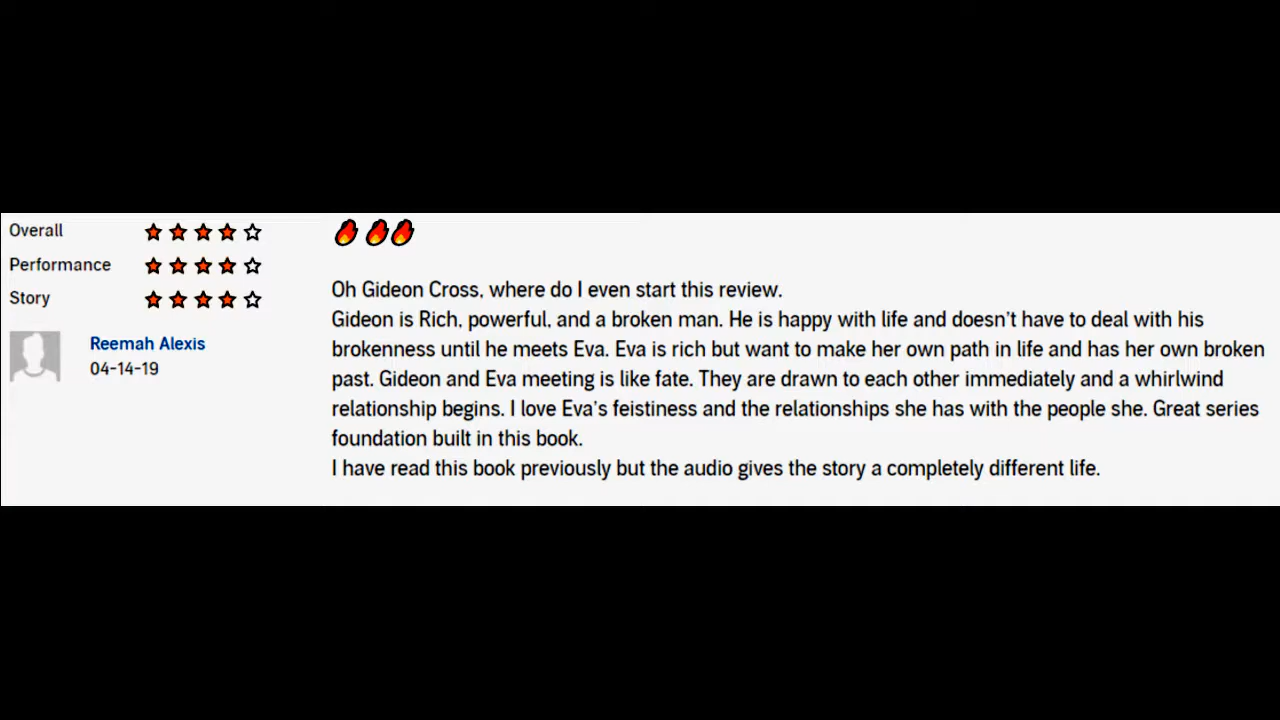 Overall
Performance
Story
Reemah Alexis
04-14-19
Oh Gideon Cross, where do I even start this review.
Gideon is Rich, powerful, and a broken man. He is happy with life and doesn't have to deal with his
brokenness until he meets Eva. Eva is rich but want to make her own path in life and has her own broken
past. Gideon and Eva meeting is like fate. They are drawn to each other immediately and a whirlwind
relationship begins. I love Eva's feistiness and the relationships she has with the people she. Great series
foundation built in this book.
I have read this book previously but the audio gives the story a completely different life.